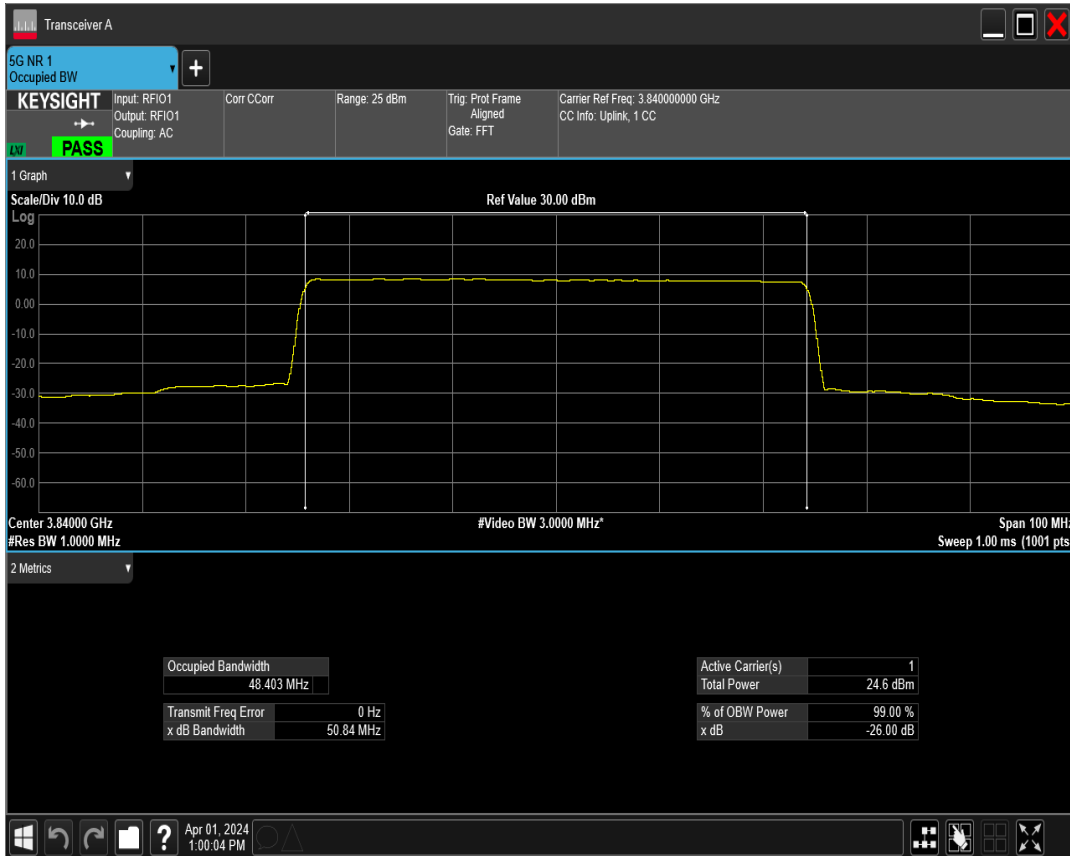 Transceiver A
5G NR 1
Occupied BW
KEYSIGHT
LXI
PASS
Input: RFIO1
Output: RFIO1
Coupling: AC
Corr CCorr
Range: 25 dBm
Trig: Prot Frame
Aligned
Gate: FFT
Carrier Ref Freq: 3.840000000 GHz
CC Info: Uplink, 1 CC
1 Graph
Scale/Div 10.0 dB
Ref Value 30.00 dBm
Log
20.0
10.0
0.00
-10.0
-20.0
-30.0
-40.0
-50.0
-60.0
Center 3.84000 GHz
#Video BW 3.0000 MHz*
Span 100 MHz
#Res BW 1.0000 MHz
Sweep 1.00 ms (1001 pts
2 Metrics
Occupied Bandwidth
48.403 MHz
Transmit Freq Error 0 Hz
x dB Bandwidth 50.84 MHz
Active Carrier(s) 1
Total Power 24.6 dBm
% of OBW Power 99.00 %
x dB -26.00 dB
?
Apr 01, 2024
1:00:04 PM